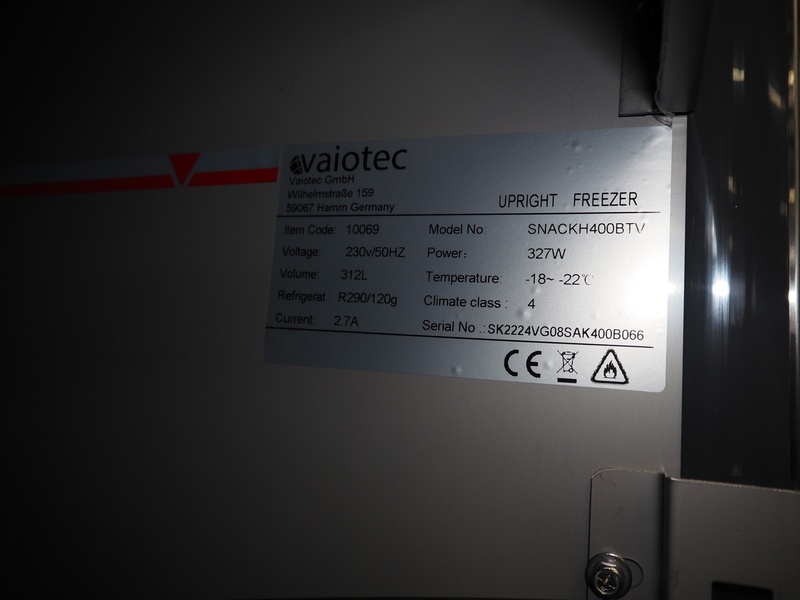 vaiotec
Vaiotec GmbH
Wilhelmstraße 159
59067 Hamm Germany
UPRIGHT FREEZER
Item Code: 10069 Model No: SNACKH400BTV
Voltage: 230v/50HZ Power: 327W
Volume: 312L Temperature: -18~ -22℃
Refrigerat : R290/120g Climate class : 4
Current: 2.7A Serial No .: SK2224VG08SAK400B066
CE